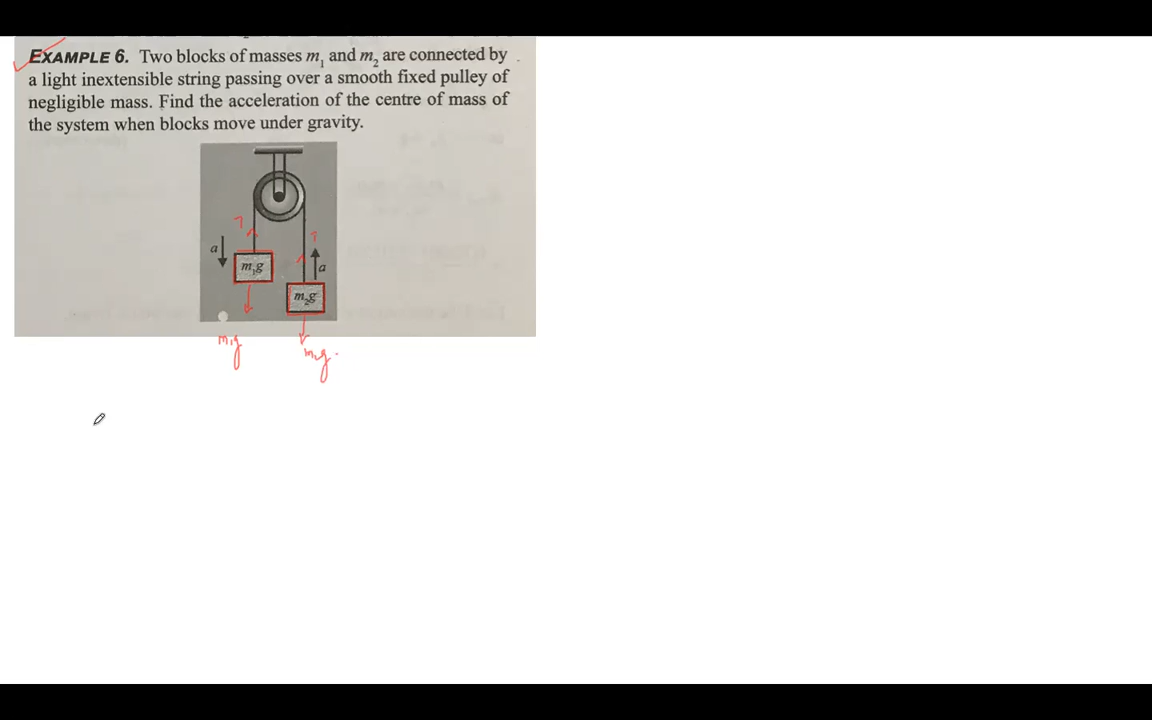 EXAMPLE 6. Two blocks of masses m₁ and m₂ are connected by
a light inextensible string passing over a smooth fixed pulley of
negligible mass. Find the acceleration of the centre of mass of
the system when blocks move under gravity.
T
T
a
m₁g
a
m₂g
m₁g
m₂g.